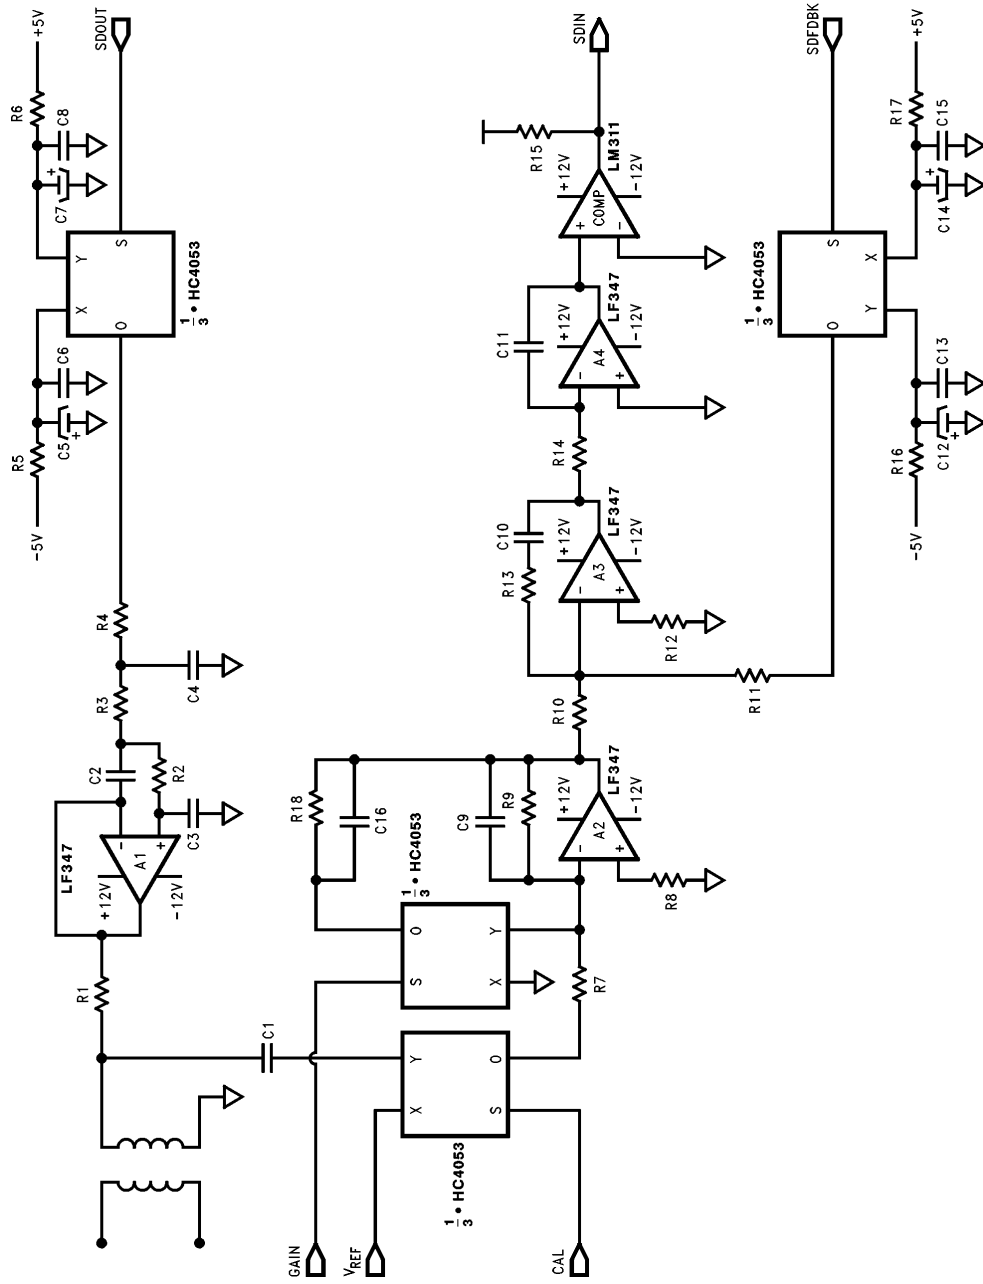 SDOUT
+5V
R6
C8
C7
+
Y
S
X
O
1/3 • HC4053
C6
C5
+
R5
-5V
R4
C4
R3
C2
R2
C3
-
+
A1
LF347
+12V
-12V
R1
C1
SDIN
R15
LM311
+12V
-12V
COMP
+
-
C11
LF347
+12V
-12V
A4
-
+
R14
C10
R13
LF347
+12V
-12V
A3
-
+
R12
R11
R10
R18
C16
C9
R9
LF347
+12V
-12V
A2
-
+
R8
1/3 • HC4053
O
Y
S
X
R7
Y
O
X
S
1/3 • HC4053
GAIN
VREF
CAL
SDFDBK
+5V
R17
C15
C14
+
1/3 • HC4053
S
X
O
Y
C13
C12
+
R16
-5V